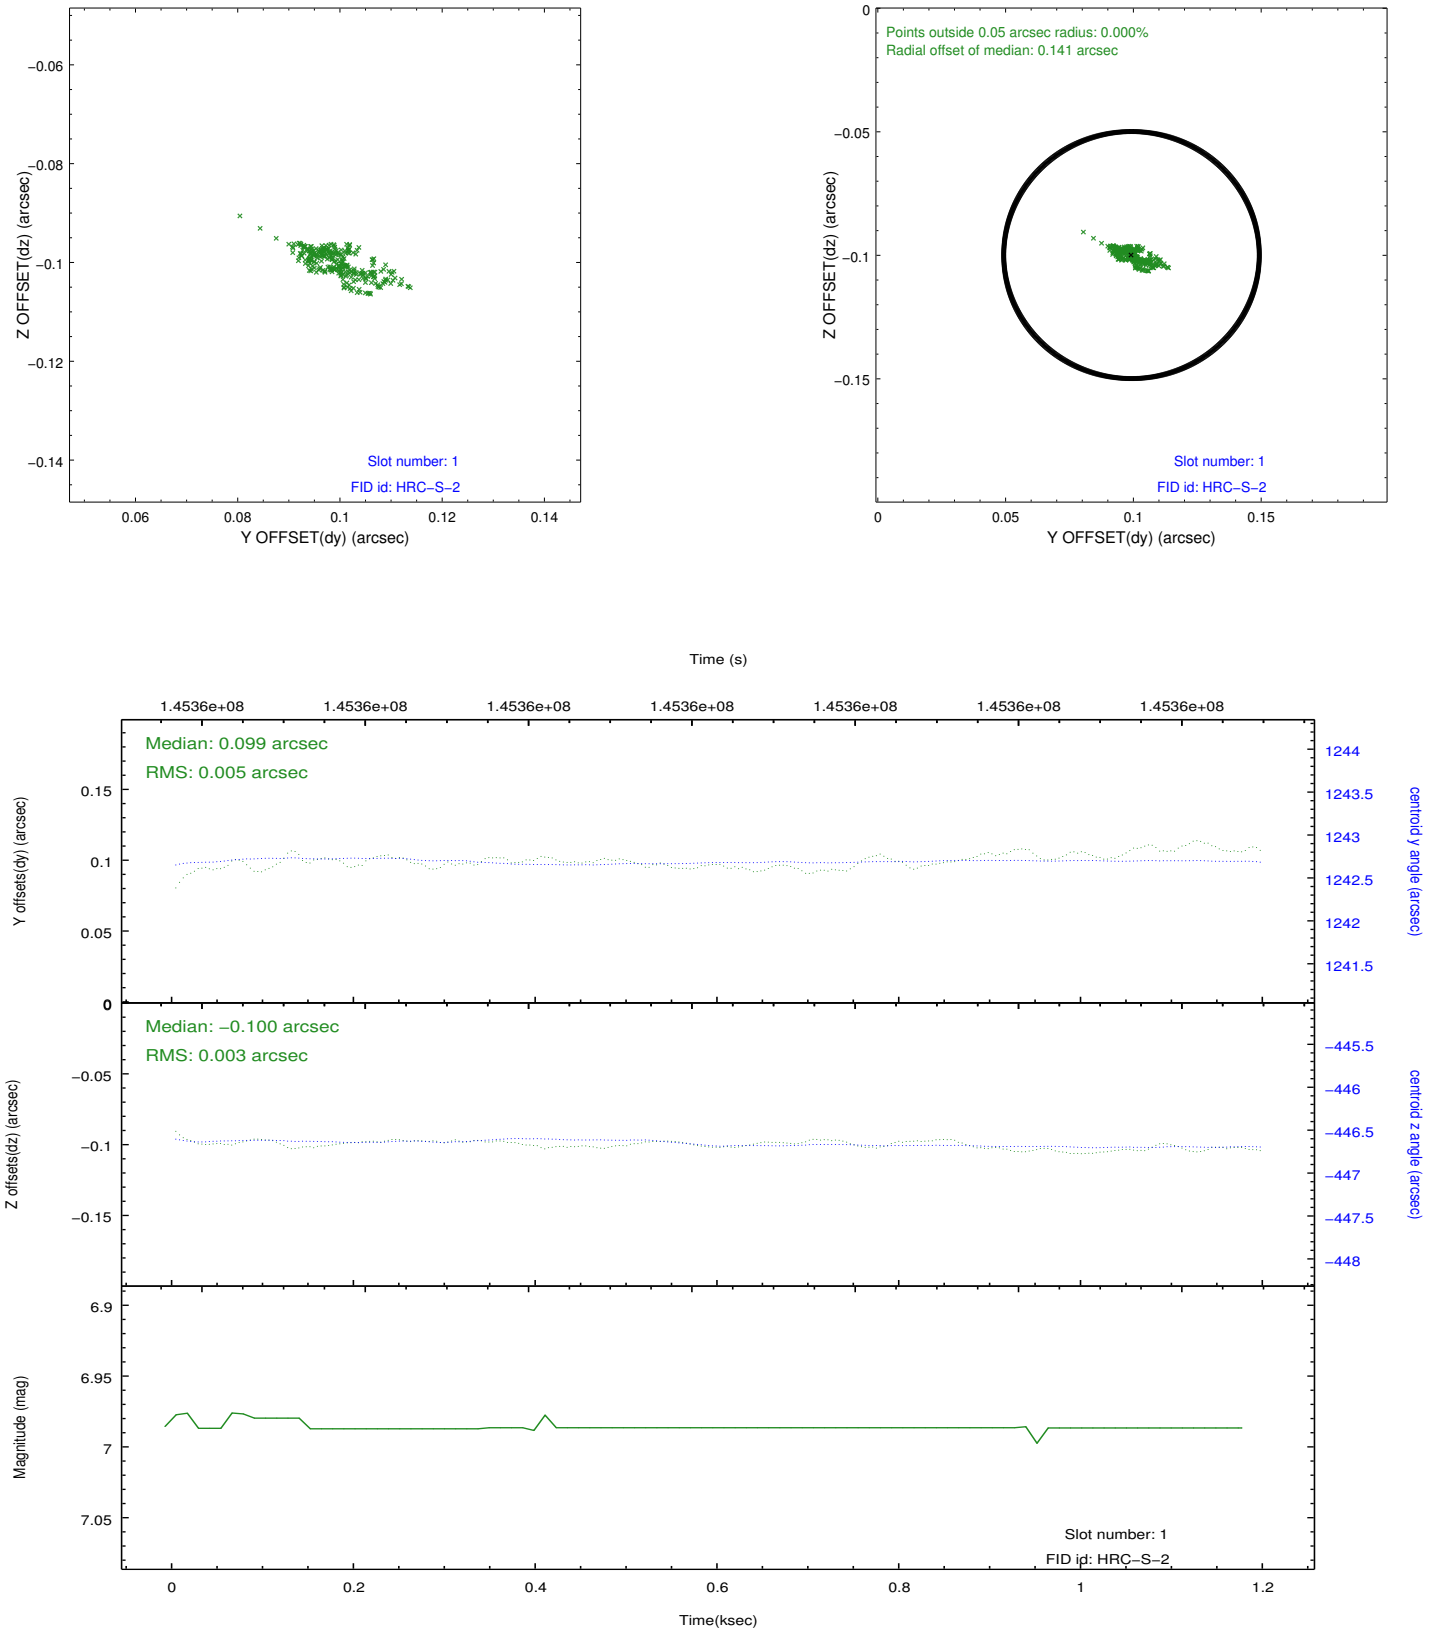 −0.06
−0.08
−0.1
−0.12
−0.14
Z OFFSET(dz) (arcsec)
Slot number: 1
FID id: HRC−S−2
0.06 0.08 0.1 0.12 0.14
Y OFFSET(dy) (arcsec)
0
−0.05
−0.1
−0.15
Z OFFSET(dz) (arcsec)
Points outside 0.05 arcsec radius: 0.000%
Radial offset of median: 0.141 arcsec
Slot number: 1
FID id: HRC−S−2
0 0.05 0.1 0.15
Y OFFSET(dy) (arcsec)
Time (s)
1.4536e+08 1.4536e+08 1.4536e+08 1.4536e+08 1.4536e+08 1.4536e+08 1.4536e+08
Median: 0.099 arcsec
RMS: 0.005 arcsec
0.15
0.1
0.05
0
Y offsets(dy) (arcsec)
1244
1243.5
1243
1242.5
1242
1241.5
centroid y angle (arcsec)
Median: −0.100 arcsec
RMS: 0.003 arcsec
0
−0.05
−0.1
−0.15
Z offsets(dz) (arcsec)
−445.5
−446
−446.5
−447
−447.5
−448
centroid z angle (arcsec)
6.9
6.95
7
7.05
Magnitude (mag)
Slot number: 1
FID id: HRC−S−2
0 0.2 0.4 0.6 0.8 1 1.2
Time(ksec)